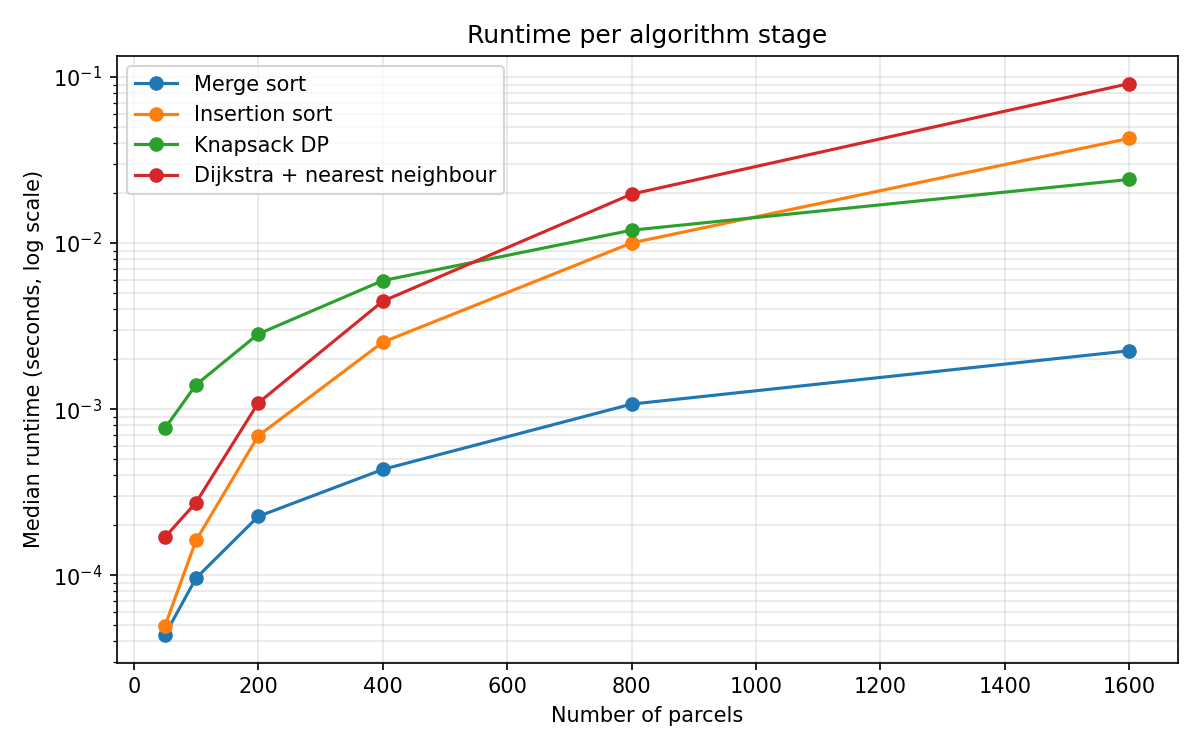 Runtime per algorithm stage
Merge sort
Insertion sort
Knapsack DP
Dijkstra + nearest neighbour
Median runtime (seconds, log scale)
10⁻¹
10⁻²
10⁻³
10⁻⁴
0 200 400 600 800 1000 1200 1400 1600
Number of parcels